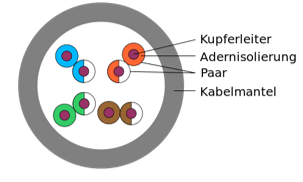 Kupferleiter
Adernisolierung
Paar
Kabelmantel